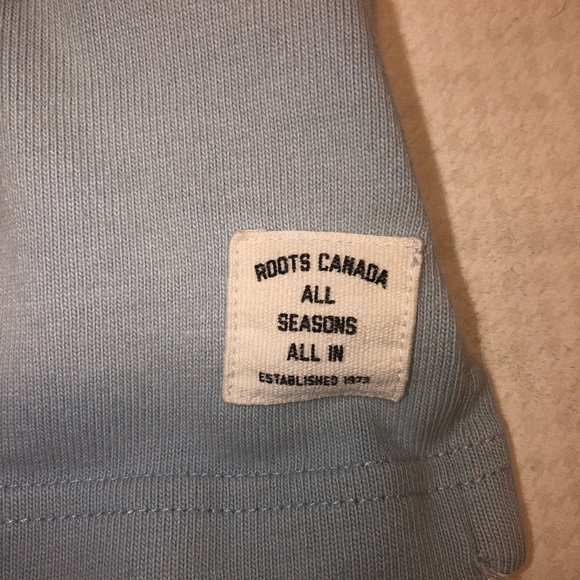 ROOTS CANADA
ALL
SEASONS
ALL IN
ESTABLISHED 1973